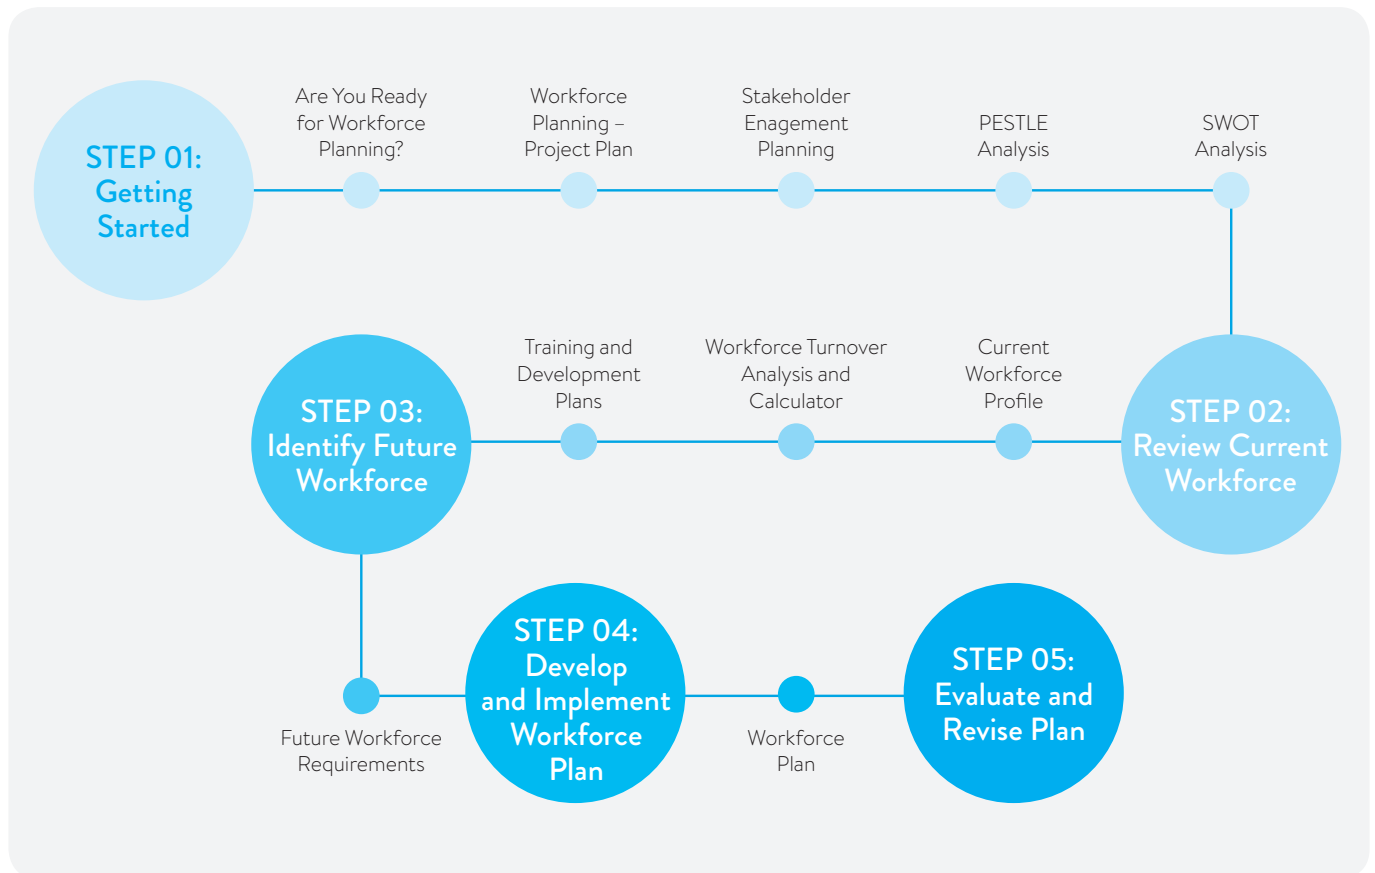 STEP 01:
Getting
Started
Are You Ready
for Workforce
Planning?
Workforce
Planning –
Project Plan
Stakeholder
Enagement
Planning
PESTLE
Analysis
SWOT
Analysis
STEP 02:
Review Current
Workforce
Current
Workforce
Profile
Workforce Turnover
Analysis and
Calculator
Training and
Development
Plans
STEP 03:
Identify Future
Workforce
Future Workforce
Requirements
STEP 04:
Develop
and Implement
Workforce
Plan
Workforce
Plan
STEP 05:
Evaluate and
Revise Plan